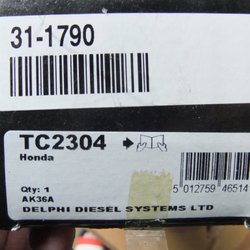 31-1790
TC2304
Honda
Qty: 1
AK36A
5 012759 46514
DELPHI DIESEL SYSTEMS LTD